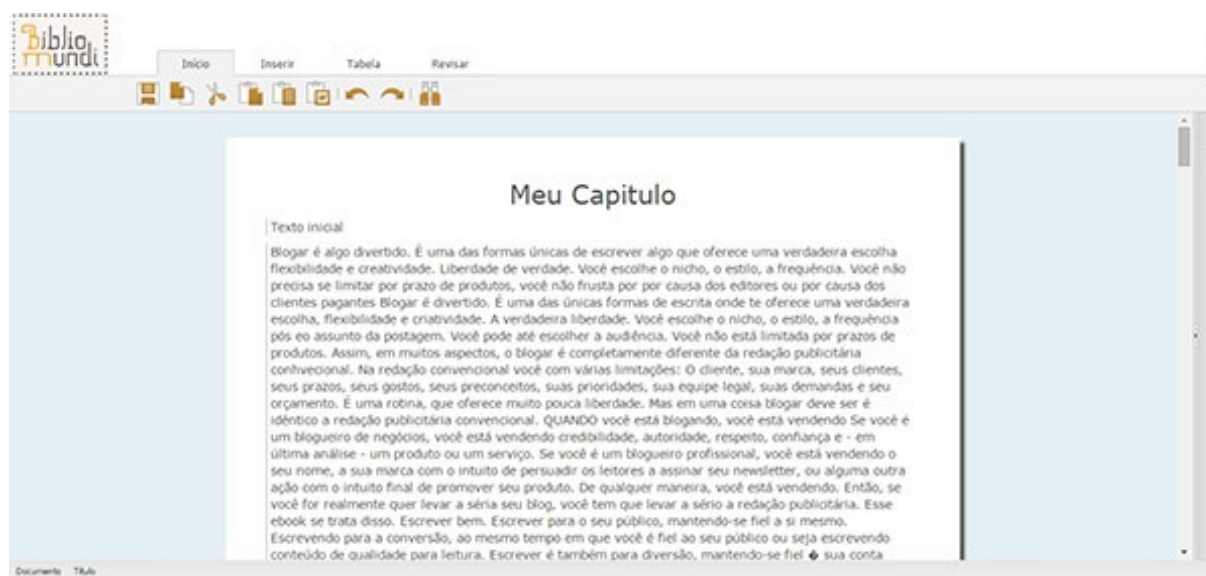 Biblio
mundi
Início Inserir Tabela Revisar
Meu Capitulo
Texto inicial
Blogar é algo divertido. É uma das formas únicas de escrever algo que oferece uma verdadeira escolha
flexibilidade e creatividade. Liberdade de verdade. Você escolhe o nicho, o estilo, a frequência. Você não
precisa se limitar por prazo de produtos, você não frusta por por causa dos editores ou por causa dos
clientes pagantes Blogar é divertido. É uma das únicas formas de escrita onde te oferece uma verdadeira
escolha, flexibilidade e criatividade. A verdadeira liberdade. Você escolhe o nicho, o estilo, a frequência
pós eo assunto da postagem. Você pode até escolher a audiência. Você não está limitada por prazos de
produtos. Assim, em muitos aspectos, o blogar é completamente diferente da redação publicitária
conhvecional. Na redação convencional você com várias limitações: O cliente, sua marca, seus clientes,
seus prazos, seus gostos, seus preconceitos, suas prioridades, sua equipe legal, suas demandas e seu
orçamento. É uma rotina, que oferece muito pouca liberdade. Mas em uma coisa blogar deve ser é
idêntico a redação publicitária convencional. QUANDO você está blogando, você está vendendo Se você é
um blogueiro de negócios, você está vendendo credibilidade, autoridade, respeito, confiança e - em
última análise - um produto ou um serviço. Se você é um blogueiro profissional, você está vendendo o
seu nome, a sua marca com o intuito de persuadir os leitores a assinar seu newsletter, ou alguma outra
ação com o intuito final de promover seu produto. De qualquer maneira, você está vendendo. Então, se
você for realmente quer levar a séria seu blog, você tem que levar a sério a redação publicitária. Esse
ebook se trata disso. Escrever bem. Escrever para o seu público, mantendo-se fiel a si mesmo.
Escrevendo para a conversão, ao mesmo tempo em que você é fiel ao seu público ou seja escrevendo
conteúdo de qualidade para leitura. Escrever é também para diversão, mantendo-se fiel � sua conta
Documento Título